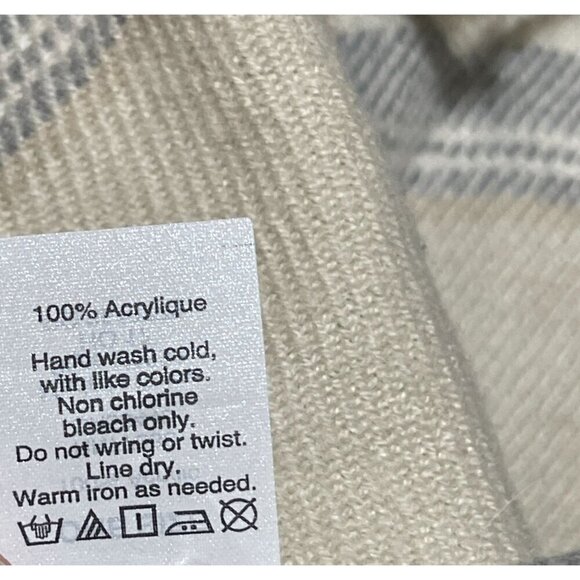 100% Acrylique
Hand wash cold,
with like colors.
Non chlorine
bleach only.
Do not wring or twist.
Line dry.
Warm iron as needed.